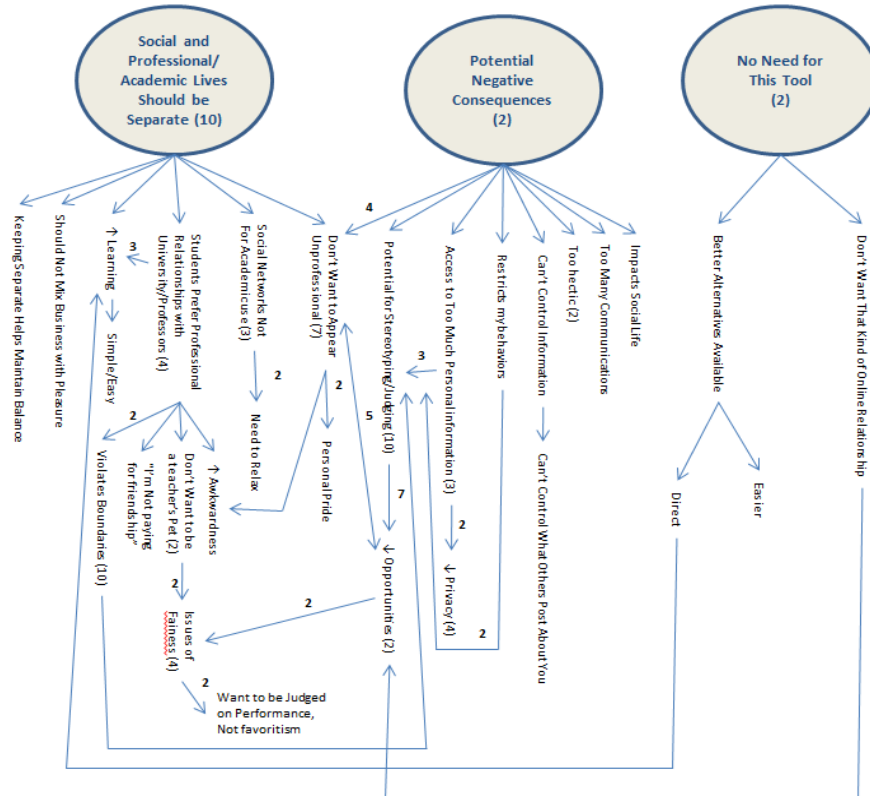 Social and
Professional/
Academic Lives
Should be
Separate (10)
Potential
Negative
Consequences
(2)
No Need for
This Tool
(2)
4
Keeping Separate Helps Maintain Balance
Should Not Mix Business with Pleasure
↑ Learning
3
Students Prefer Professional
Relationships with
University/Professors (4)
Social Networks Not
For Academic use (3)
Don't Want to Appear
Unprofessional (7)
Potential for Stereotyping/Judging (10)
3
Access to Too Much Personal Information (3)
Restricts my behaviors
Can't Control Information
Too hectic (2)
Too Many Communications
Impacts Social Life
Better Alternatives Available
Don't Want That Kind of Online Relationship
Simple/Easy
2
2
2
5
Need to Relax
Personal Pride
Violates Boundaries (10)
"I'm Not paying
for friendship"
Don't Want to be
a teacher's Pet (2)
↑ Awkwardness
7
2
Can't Control What Others Post About You
Direct
Easier
2
Issues of
Fainess (4)
2
↓ Opportunities (2)
↓ Privacy (4)
2
2
Want to be Judged
on Performance,
Not favoritism